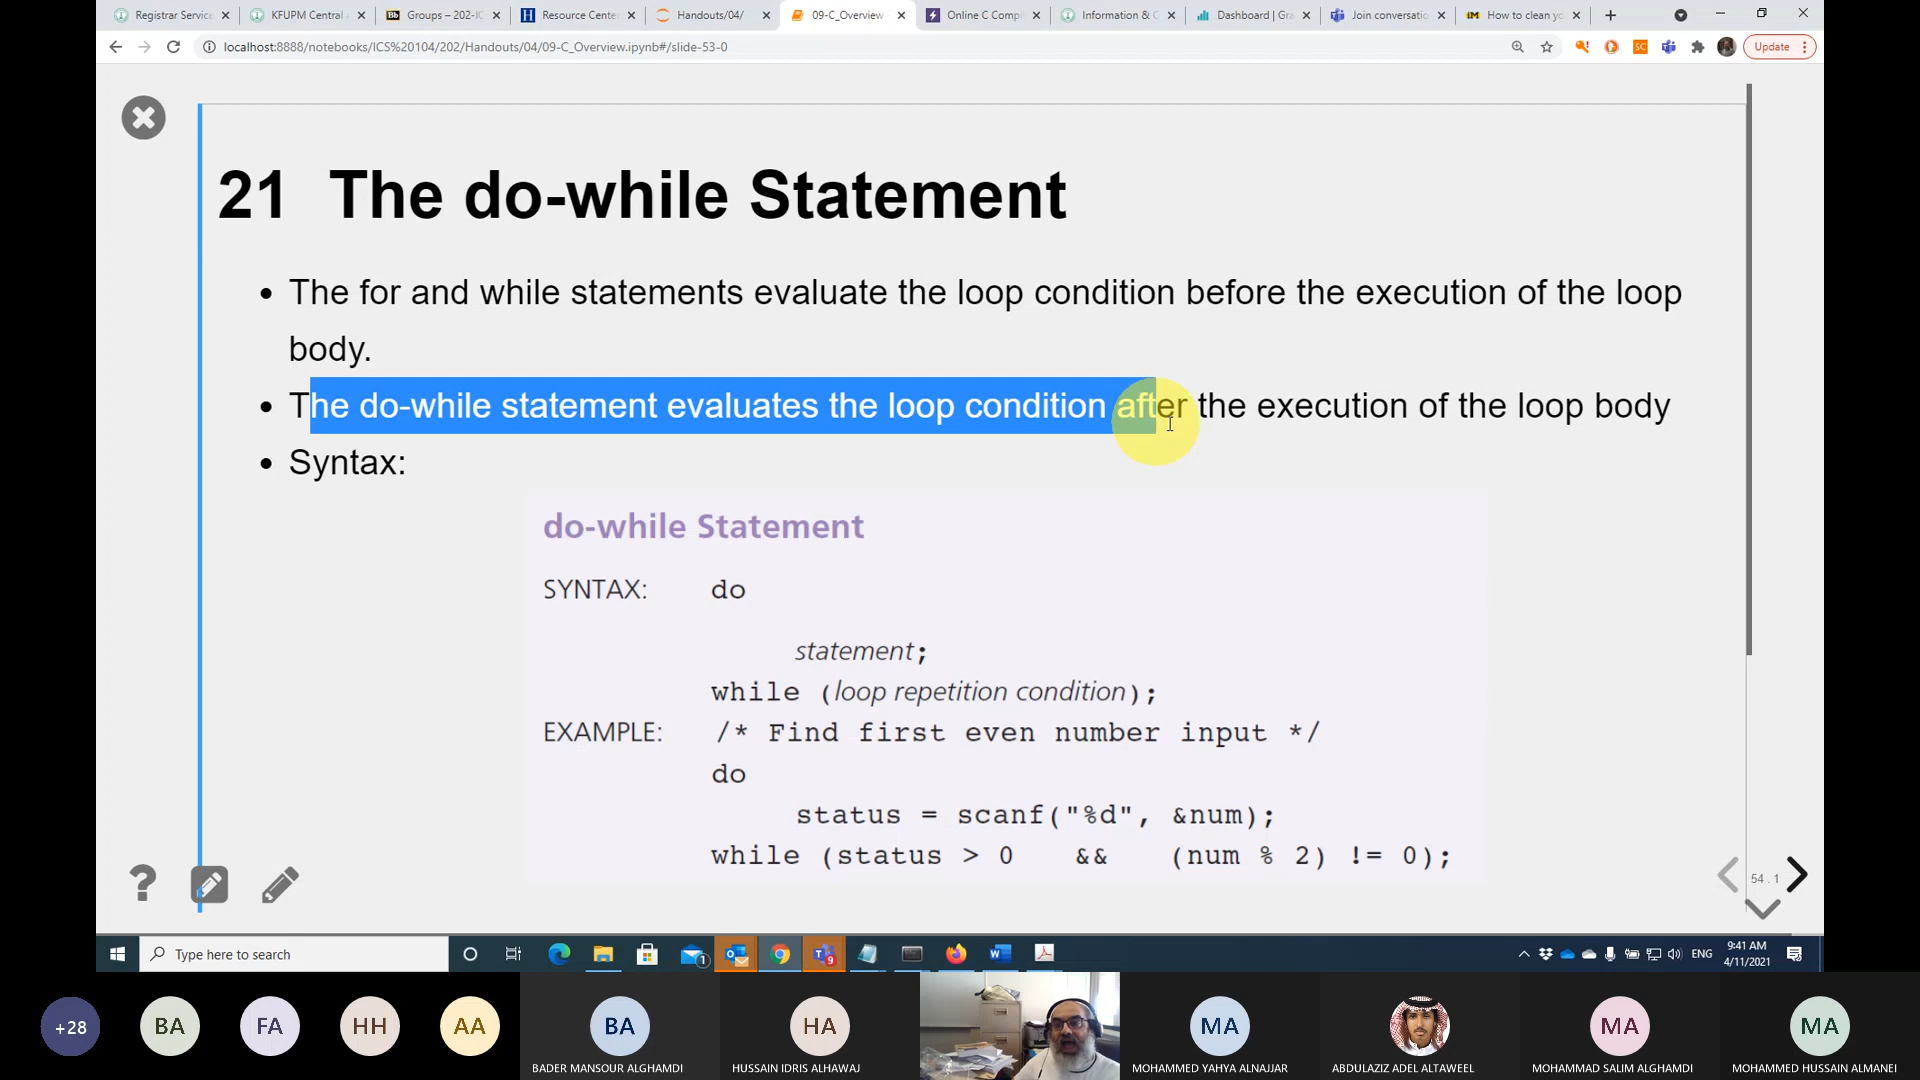 Registrar Service
KFUPM Central
Groups – 202-IC
Resource Cente
Handouts/04/
09-C_Overview
Online C Compi
Information & C
Dashboard | Gra
Join conversatio
How to clean yo
localhost:8888/notebooks/ICS%20104/202/Handouts/04/09-C_Overview.ipynb#/slide-53-0
Update
21 The do-while Statement
• The for and while statements evaluate the loop condition before the execution of the loop
body.
• The do-while statement evaluates the loop condition after the execution of the loop body
• Syntax:
do-while Statement
SYNTAX: do
statement;
while (loop repetition condition);
EXAMPLE: /* Find first even number input */
do
status = scanf("%d", &num);
while (status > 0 && (num % 2) != 0);
54.1
Type here to search
ENG
9:41 AM
4/11/2021
+28
BA
FA
HH
AA
BA
HA
MA
MA
MA
BADER MANSOUR ALGHAMDI
HUSSAIN IDRIS ALHAWAJ
MOHAMMED YAHYA ALNAJJAR
ABDULAZIZ ADEL ALTAWEEL
MOHAMMAD SALIM ALGHAMDI
MOHAMMED HUSSAIN ALMANEI